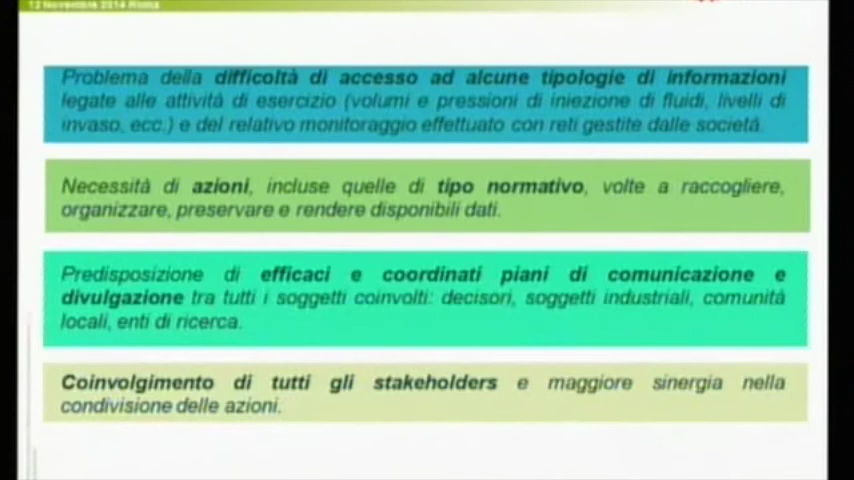 12 Novembre 2014 Roma
Problema della difficoltà di accesso ad alcune tipologie di informazioni
legate alle attività di esercizio (volumi e pressioni di iniezione di fluidi, livelli di
invaso, ecc.) e del relativo monitoraggio effettuato con reti gestite dalle società.
Necessità di azioni, incluse quelle di tipo normativo, volte a raccogliere,
organizzare, preservare e rendere disponibili dati.
Predisposizione di efficaci e coordinati piani di comunicazione e
divulgazione tra tutti i soggetti coinvolti: decisori, soggetti industriali, comunità
locali, enti di ricerca.
Coinvolgimento di tutti gli stakeholders e maggiore sinergia nella
condivisione delle azioni.